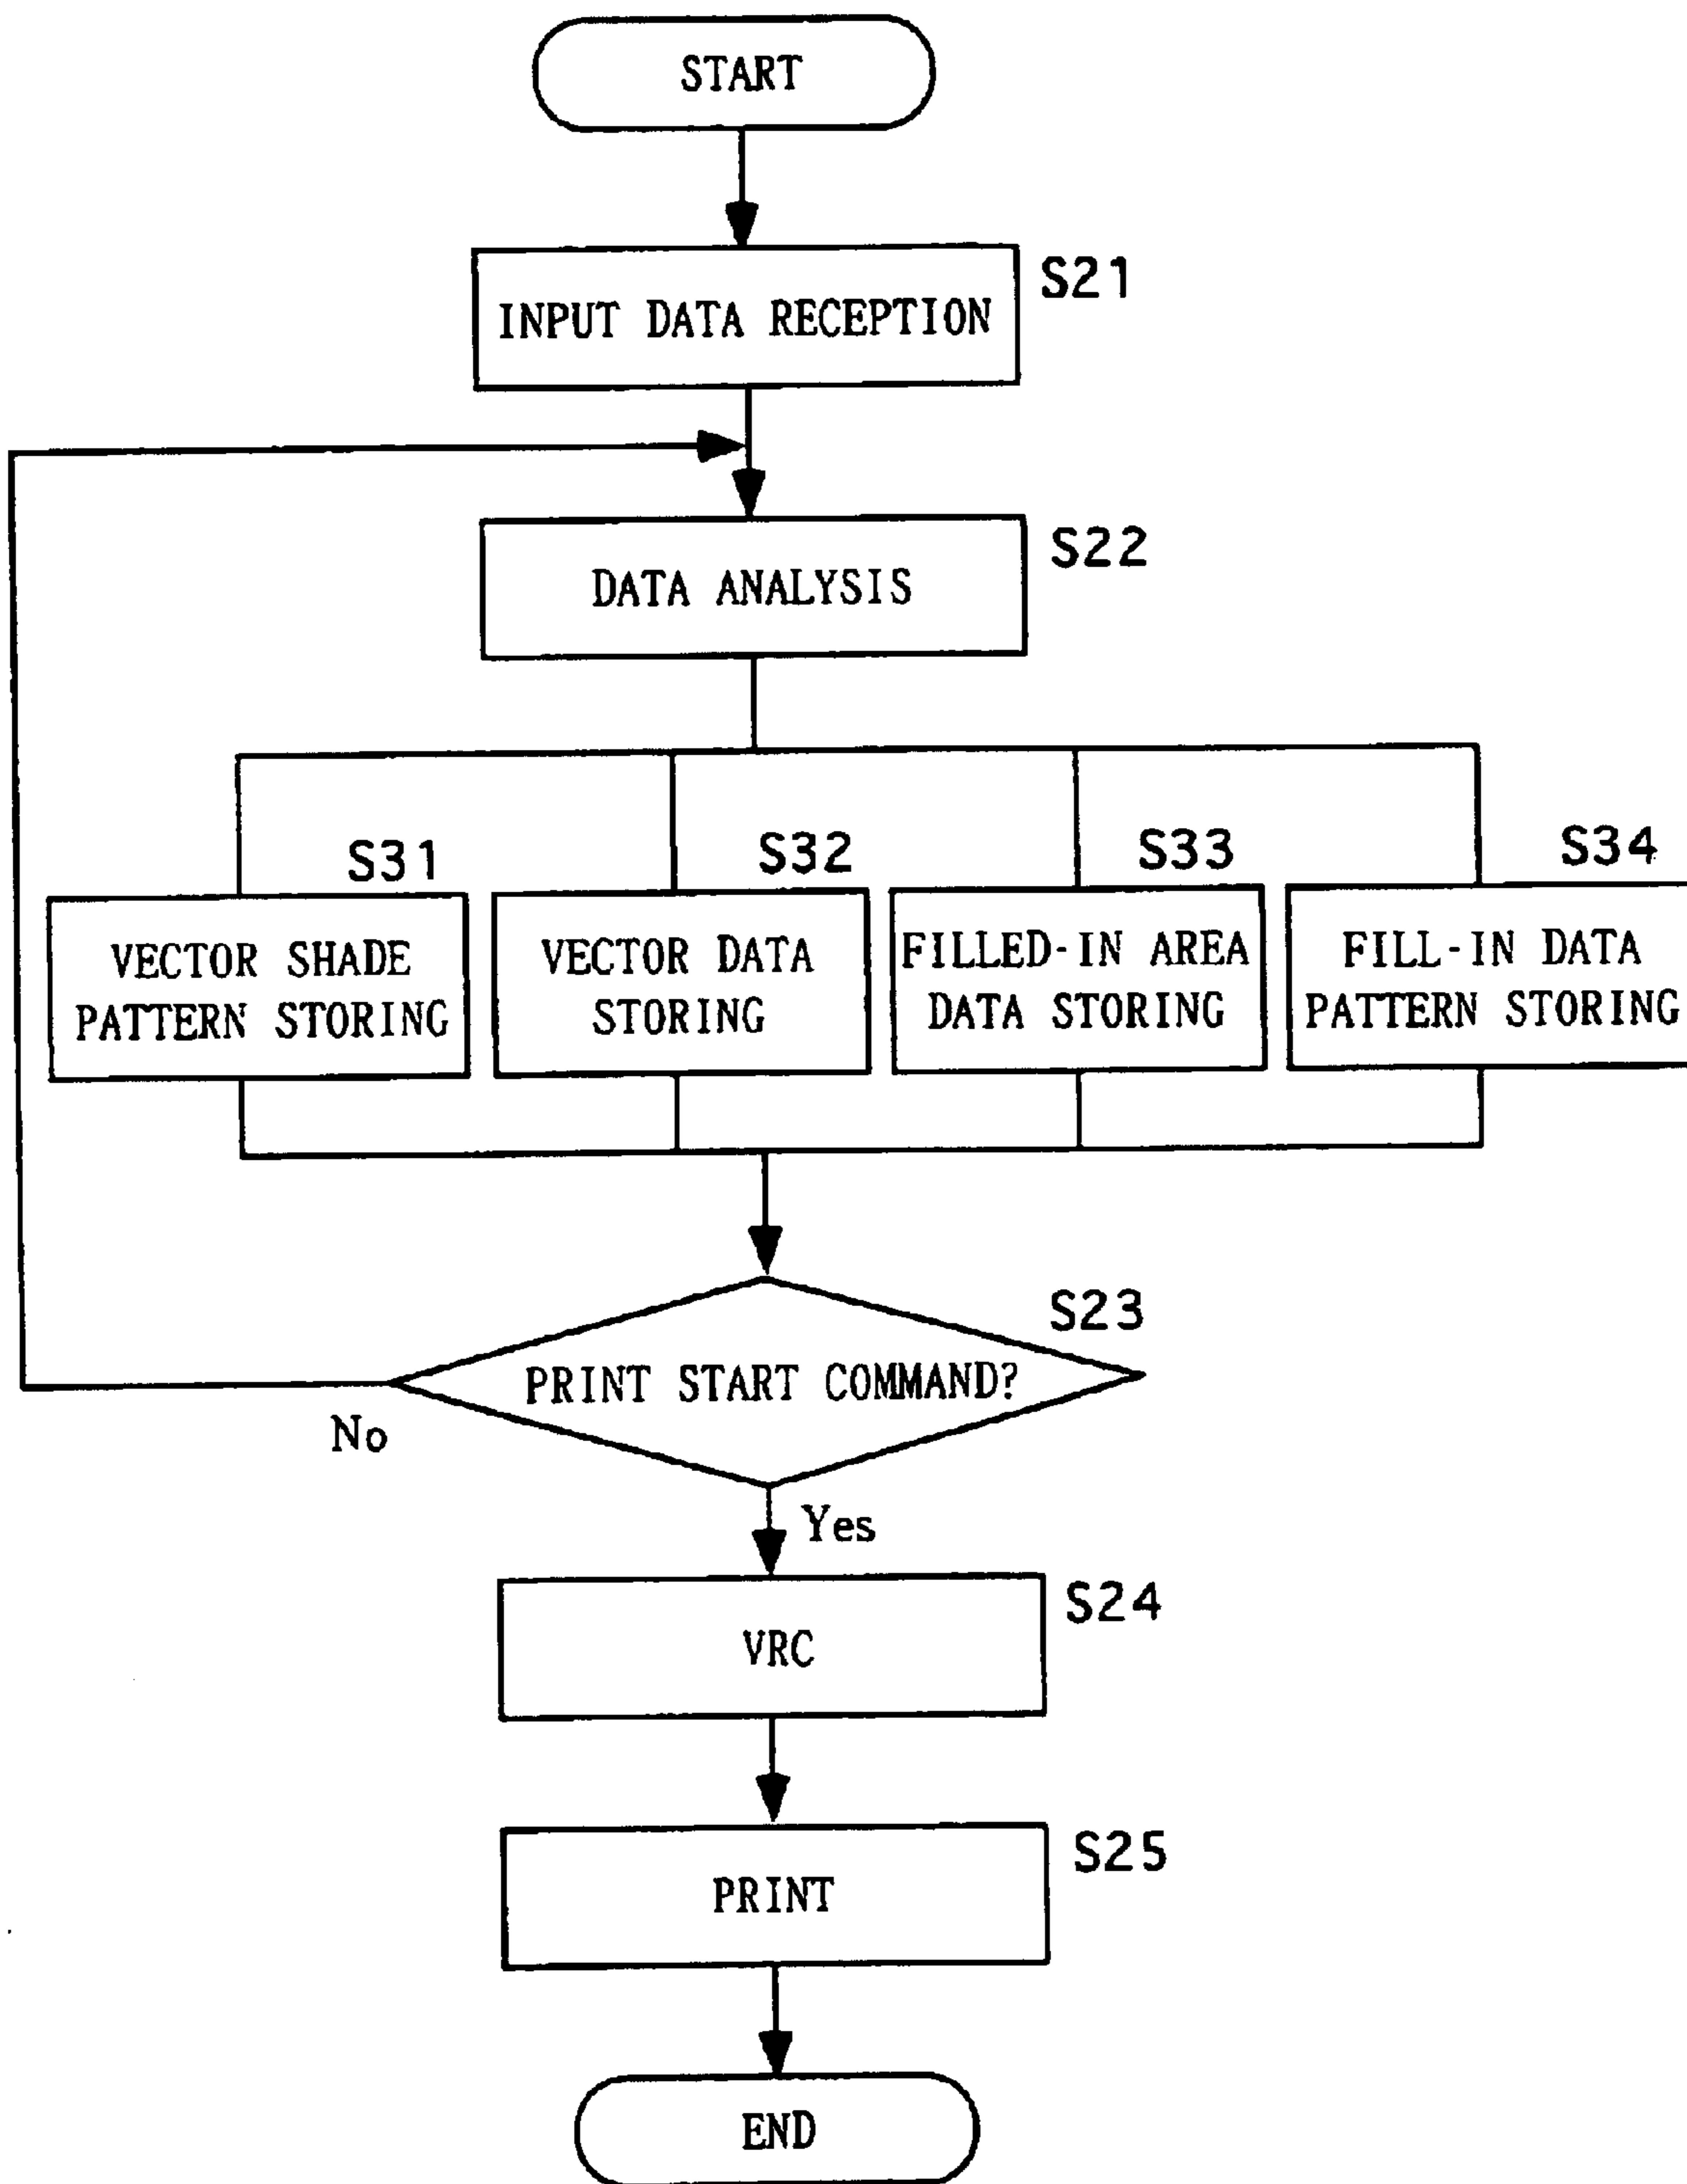 START
S21
INPUT DATA RECEPTION
S22
DATA ANALYSIS
S31
VECTOR SHADE
PATTERN STORING
S32
VECTOR DATA
STORING
S33
FILLED-IN AREA
DATA STORING
S34
FILL-IN DATA
PATTERN STORING
S23
PRINT START COMMAND?
No
Yes
S24
VRC
S25
PRINT
END